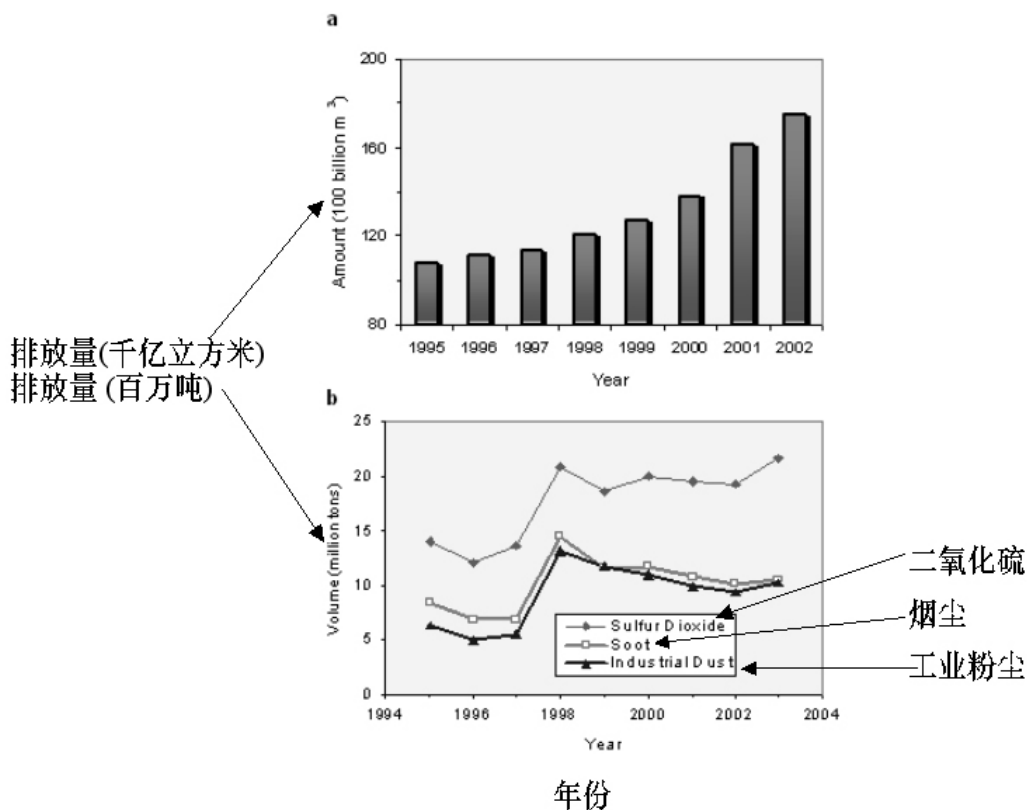 a
200
160
120
80
Amount (100 billion m³)
1995 1996 1997 1998 1999 2000 2001 2002
Year
排放量(千亿立方米)
排放量 (百万吨)
b
25
20
15
10
5
0
Volume (million tons)
Sulfur Dioxide
Soot
Industrial Dust
二氧化硫
烟尘
工业粉尘
1994 1996 1998 2000 2002 2004
Year
年份